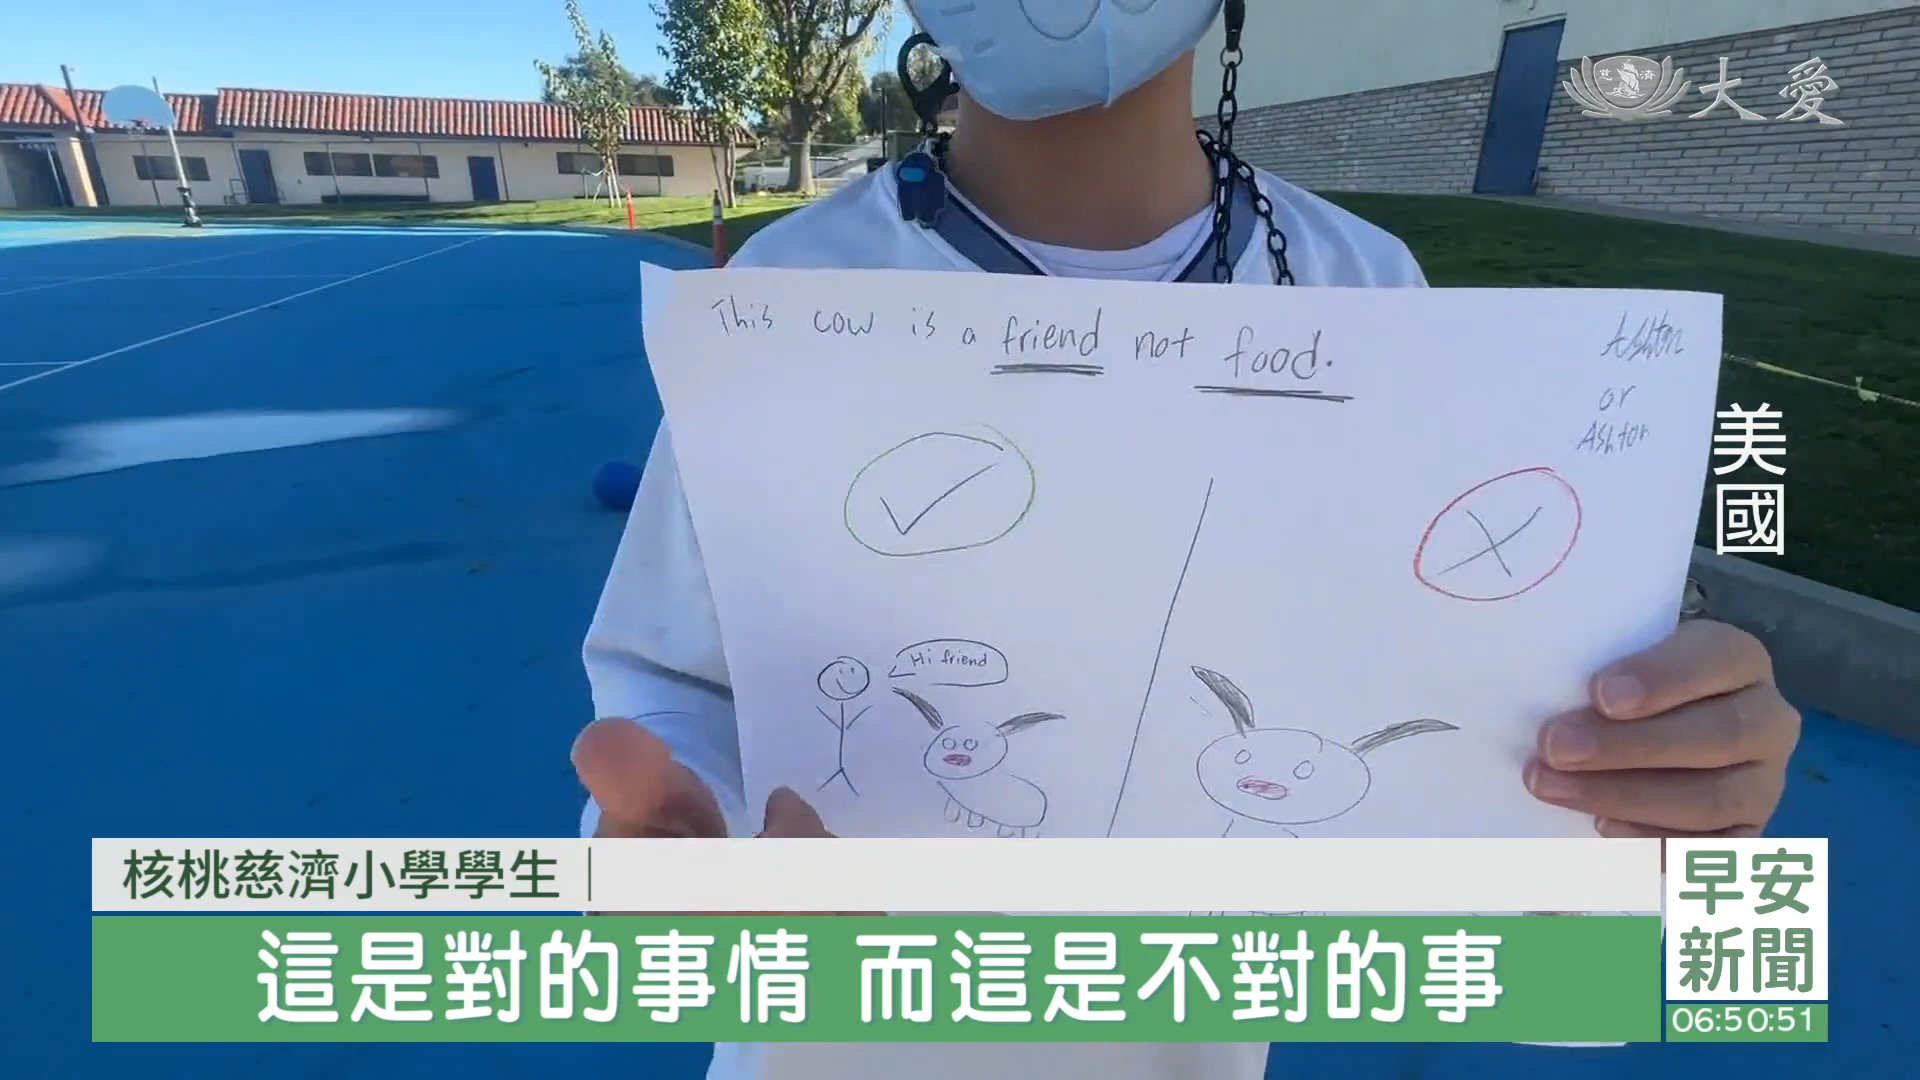 慈濟
大愛
This cow is a friend not food.
Ashton
or
Ashton
美國
Hi friend
核桃慈濟小學學生
這是對的事情 而這是不對的事
早安
新聞
06:50:51